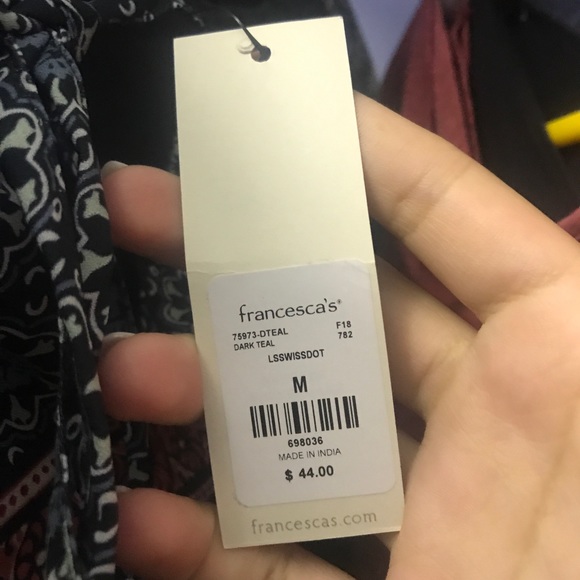 francesca's®
75973-DTEAL F18
DARK TEAL 782
LSSWISSDOT
M
698036
MADE IN INDIA
$ 44.00
francescas.com